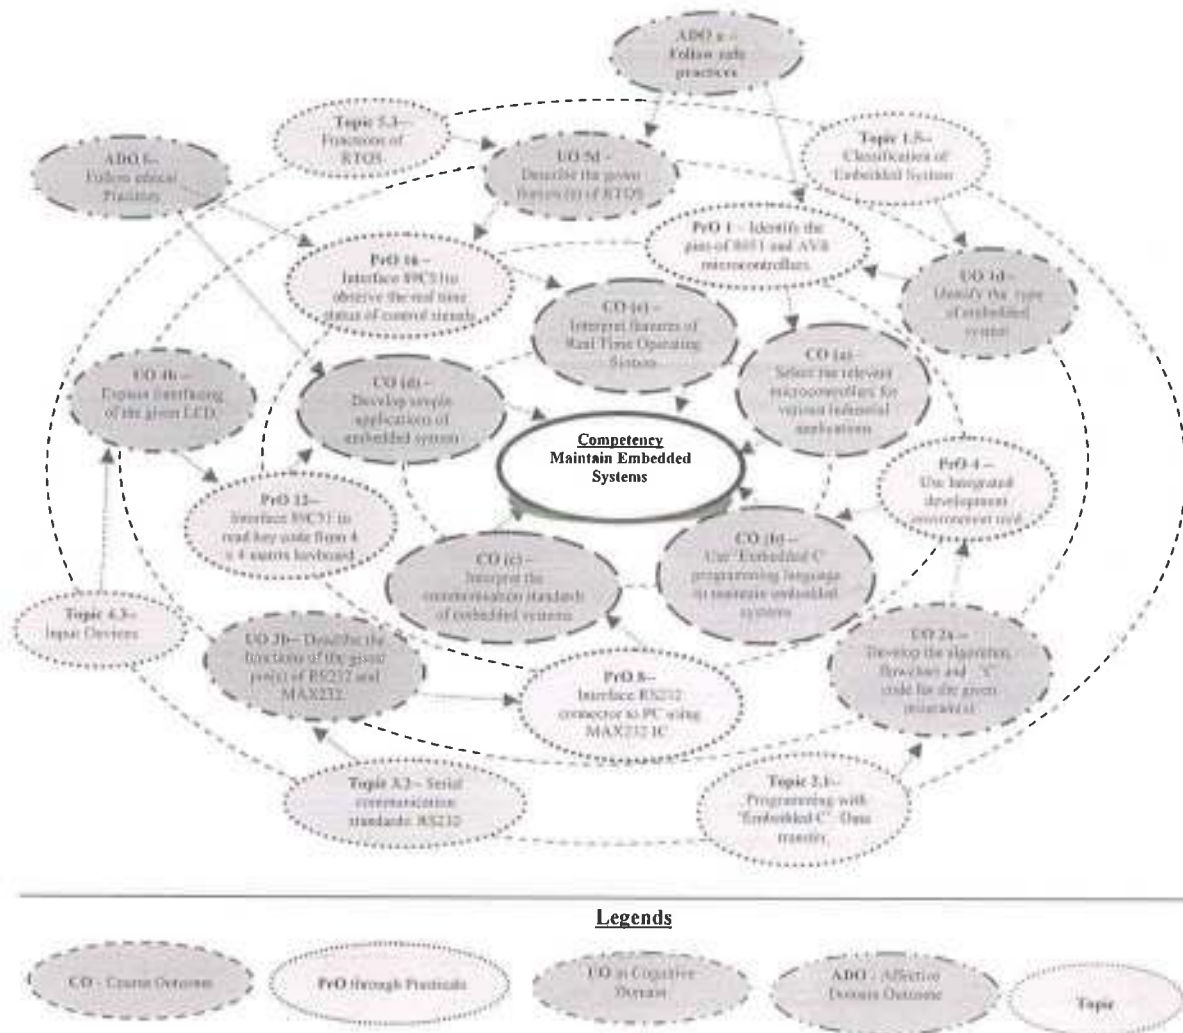 ADO a –
Follow safe
practices
Topic 5.3–
Functions of
RTOS
Topic 1.5–
Classification of
Embedded System
ADO b–
Follow ethical
Practices
UO 5d –
Describe the given
feature(s) of RTOS
PrO 1 – Identify the
pins of 8051 and AVR
microcontrollers.
PrO 16 –
Interface 89C51to
observe the real time
status of control signals
UO 1d–
Identify the type
of embedded
system
CO (e) –
Interpret features of
Real Time Operating
System
CO (a) –
Select the relevant
microcontrollers for
various industrial
applications
UO 4b–
Explain Interfacing
of the given LCD.
CO (d) –
Develop simple
applications of
embedded system
Competency
Maintain Embedded
Systems
PrO 4 –
Use Integrated
development
environment tool
PrO 12–
Interface 89C51 to
read key code from 4
x 4 matrix keyboard
CO (c) –
Interpret the
communication standards
of embedded systems
CO (b) –
Use 'Embedded C'
programming language
to maintain embedded
systems
Topic 4.3–
Input Devices
UO 3b– Describe the
functions of the given
pin(s) of RS232 and
MAX232.
PrO 8–
Interface RS232
connector to PC using
MAX232 IC
UO 2a –
Develop the algorithm,
flowchart and 'C'
code for the given
program(s)
Topic 3.2– Serial
communication
standards: RS232
Topic 2.1–
Programming with
'Embedded C': Data
transfer,
Legends
CO - Course Outcome
PrO through Practicals
UO in Cognitive
Domain
ADO - Affective
Domain Outcome
Topic